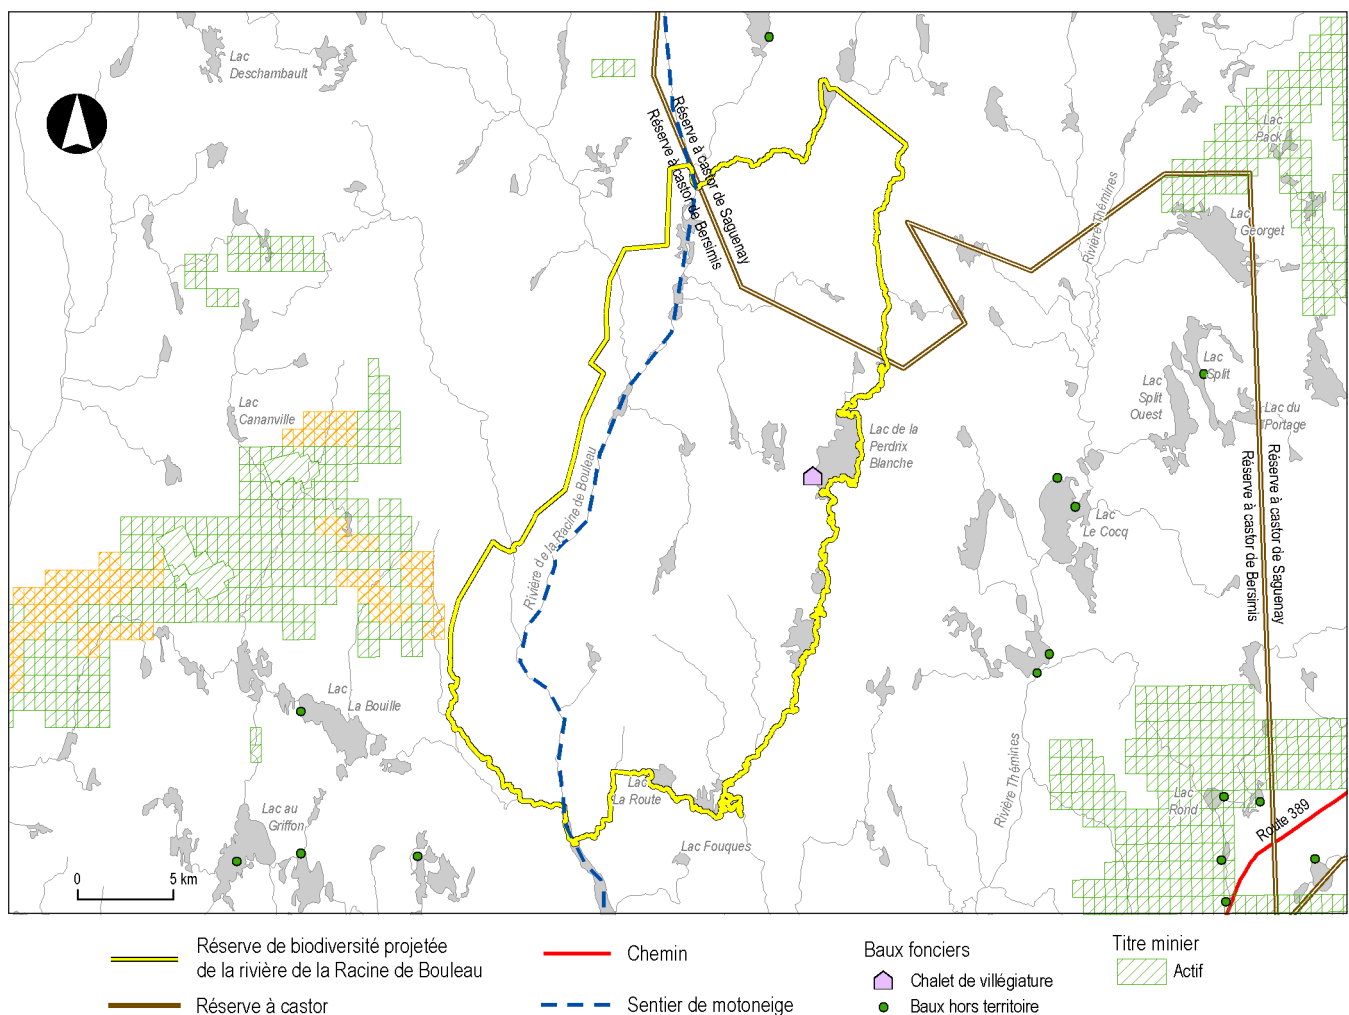 Lac
Deschambault
Réserve à castor de Saguenay
Réserve à castor de Bersimis
Lac
Pack
Rivière Thémines
Lac
Georget
Lac
Cananville
Lac
Split
Lac
Split
Ouest
Lac du
Portage
Lac de la
Perdrix
Blanche
Rivière de la Racine de Bouleau
Lac
Le Cocq
Réserve à castor de Saguenay
Réserve à castor de Bersimis
Lac
La Bouille
Rivière Thémines
Lac
La Route
Lac
Rond
Lac au
Griffon
Route 389
Lac Fouques
0 5 km
Réserve de biodiversité projetée
de la rivière de la Racine de Bouleau
Réserve à castor
Chemin
Sentier de motoneige
Baux fonciers
Chalet de villégiature
Baux hors territoire
Titre minier
Actif